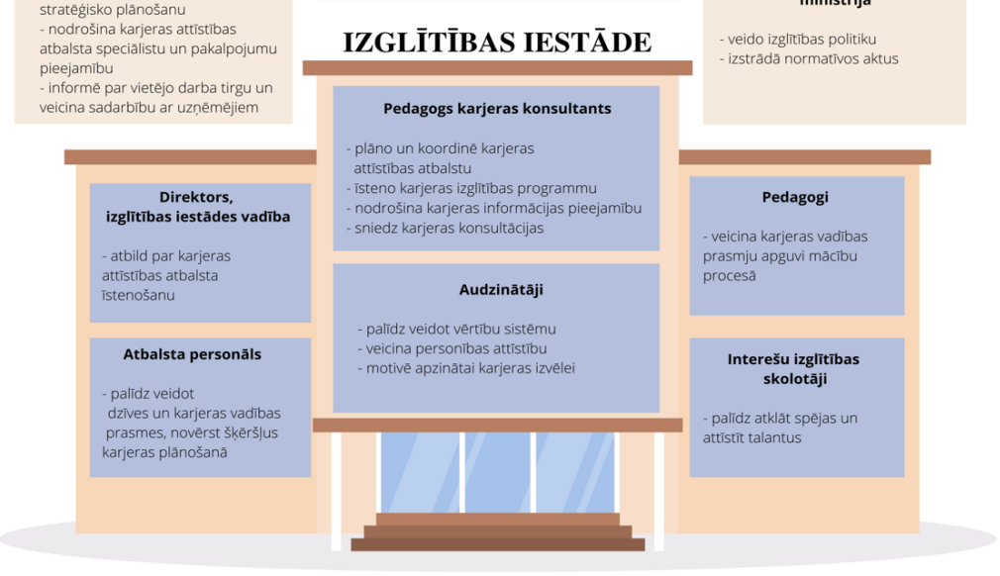 stratēģisko plānošanu
- nodrošina karjeras attīstības
atbalsta speciālistu un pakalpojumu
pieejamību
- informē par vietējo darba tirgu un
veicina sadarbību ar uzņēmējiem
IZGLĪTĪBAS IESTĀDE
ministrija
- veido izglītības politiku
- izstrādā normatīvos aktus
Pedagogs karjeras konsultants
- plāno un koordinē karjeras
attīstības atbalstu
- īsteno karjeras izglītības programmu
- nodrošina karjeras informācijas pieejamību
- sniedz karjeras konsultācijas
Direktors,
izglītības iestādes vadība
- atbild par karjeras
attīstības atbalsta
īstenošanu
Pedagogi
- veicina karjeras vadības
prasmju apguvi mācību
procesā
Audzinātāji
- palīdz veidot vērtību sistēmu
- veicina personības attīstību
- motivē apzinātai karjeras izvēlei
Atbalsta personāls
- palīdz veidot
dzīves un karjeras vadības
prasmes, novērst šķēršļus
karjeras plānošanā
Interešu izglītības
skolotāji
- palīdz atklāt spējas un
attīstīt talantus